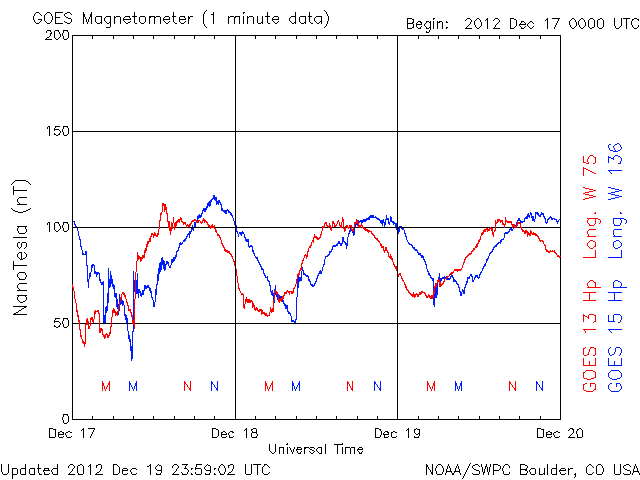 GOES Magnetometer (1 minute data)
Begin: 2012 Dec 17 0000 UTC
200
150
100
50
0
NanoTesla (nT)
M M N N M M N N M M N N
Dec 17 Dec 18 Dec 19 Dec 20
Universal Time
GOES 13 Hp Long. W 75
GOES 15 Hp Long. W 136
Updated 2012 Dec 19 23:59:02 UTC
NOAA/SWPC Boulder, CO USA